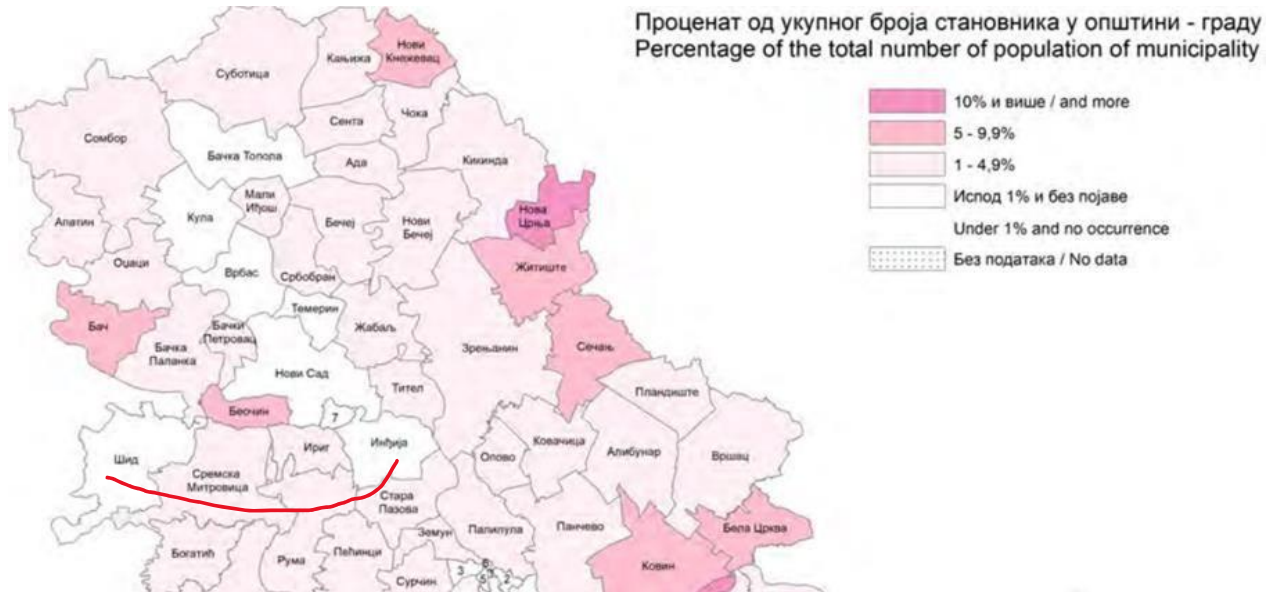 Проценат од укупног броја становника у општини - граду
Percentage of the total number of population of municipality
10% и више / and more
5 - 9,9%
1 - 4,9%
Испод 1% и без појаве
Under 1% and no occurrence
Без података / No data
Нови
Кнежевац
Кањижа
Суботица
Сента
Чока
Сомбор
Бачка Топола
Ада
Кикинда
Мали
Иђош
Апатин
Кула
Бечеј
Нови
Бечеј
Нова
Црња
Оџаци
Врбас
Србобран
Житиште
Темерин
Бач
Бачки
Петровац
Жабаљ
Бачка
Паланка
Зрењанин
Сечањ
Нови Сад
Тител
Пландиште
Беочин
7
Шид
Ириг
Инђија
Ковачица
Опово
Алибунар
Вршац
Сремска
Митровица
Стара
Пазова
Земун
Палилула
Панчево
Бела Црква
Богатић
Рума
Пећинци
Ковин
Сурчин
3
6
5
2